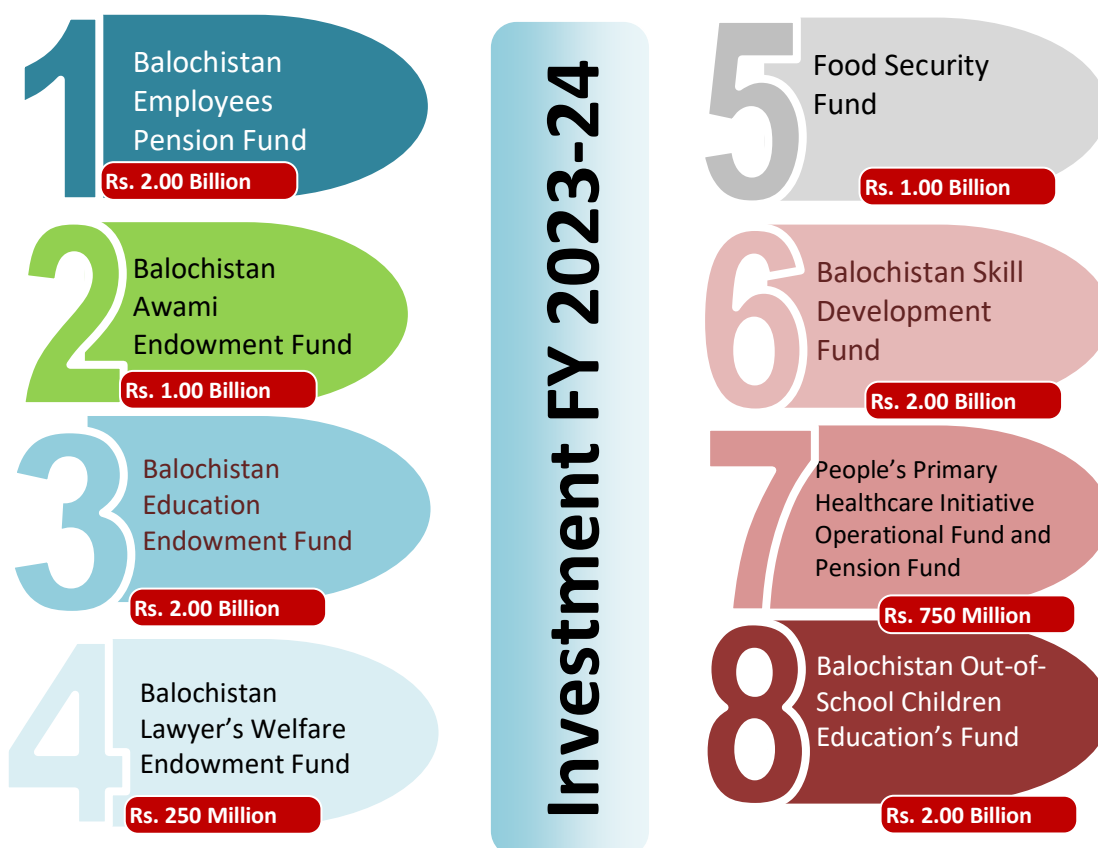 1
Balochistan
Employees
Pension Fund
Rs. 2.00 Billion
2
Balochistan
Awami
Endowment Fund
Rs. 1.00 Billion
3
Balochistan
Education
Endowment Fund
Rs. 2.00 Billion
4
Balochistan
Lawyer’s Welfare
Endowment Fund
Rs. 250 Million
Investment FY 2023-24
5
Food Security
Fund
Rs. 1.00 Billion
6
Balochistan Skill
Development
Fund
Rs. 2.00 Billion
7
People’s Primary
Healthcare Initiative
Operational Fund and
Pension Fund
Rs. 750 Million
8
Balochistan Out-of-
School Children
Education’s Fund
Rs. 2.00 Billion